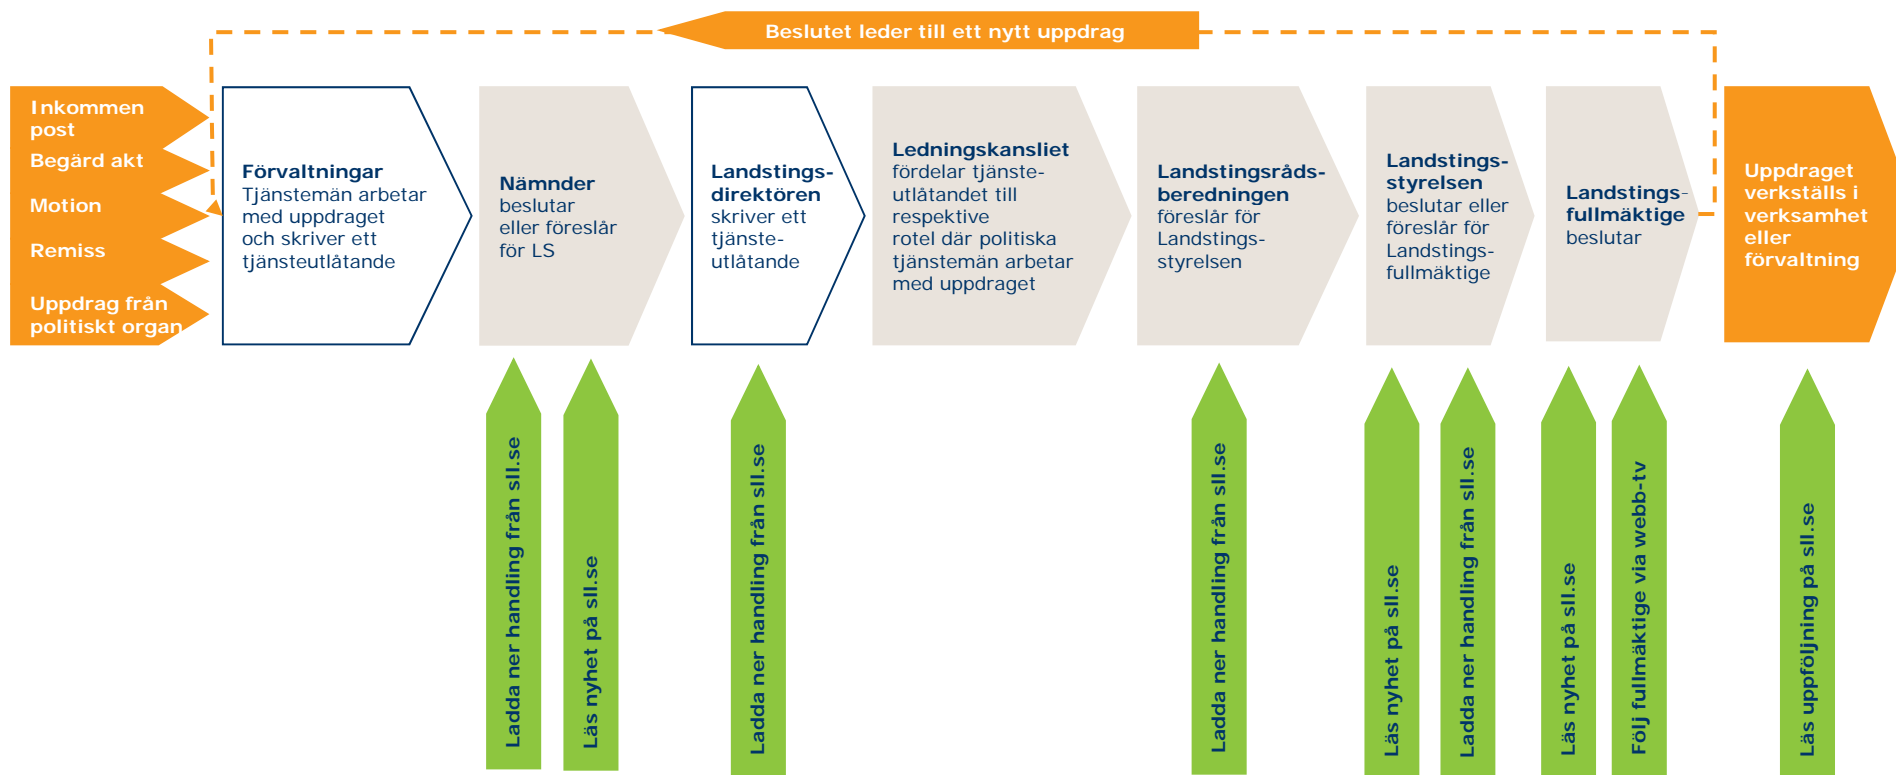 Beslutet leder till ett nytt uppdrag
Inkommen
post
Begärd akt
Motion
Remiss
Uppdrag från
politiskt organ
Förvaltningar
Tjänstemän arbetar
med uppdraget
och skriver ett
tjänsteutlåtande
Nämnder
beslutar
eller föreslår
för LS
Landstings-
direktören
skriver ett
tjänste-
utlåtande
Ledningskansliet
fördelar tjänste-
utlåtandet till
respektive
rotel där politiska
tjänstemän arbetar
med uppdraget
Landstingsråds-
beredningen
föreslår för
Landstings-
styrelsen
Landstings-
styrelsen
beslutar eller
föreslår för
Landstings-
fullmäktige
Landstings-
fullmäktige
beslutar
Uppdraget
verkställs i
verksamhet
eller
förvaltning
Ladda ner handling från sll.se
Läs nyhet på sll.se
Ladda ner handling från sll.se
Ladda ner handling från sll.se
Läs nyhet på sll.se
Ladda ner handling från sll.se
Läs nyhet på sll.se
Följ fullmäktige via webb-tv
Läs uppföljning på sll.se